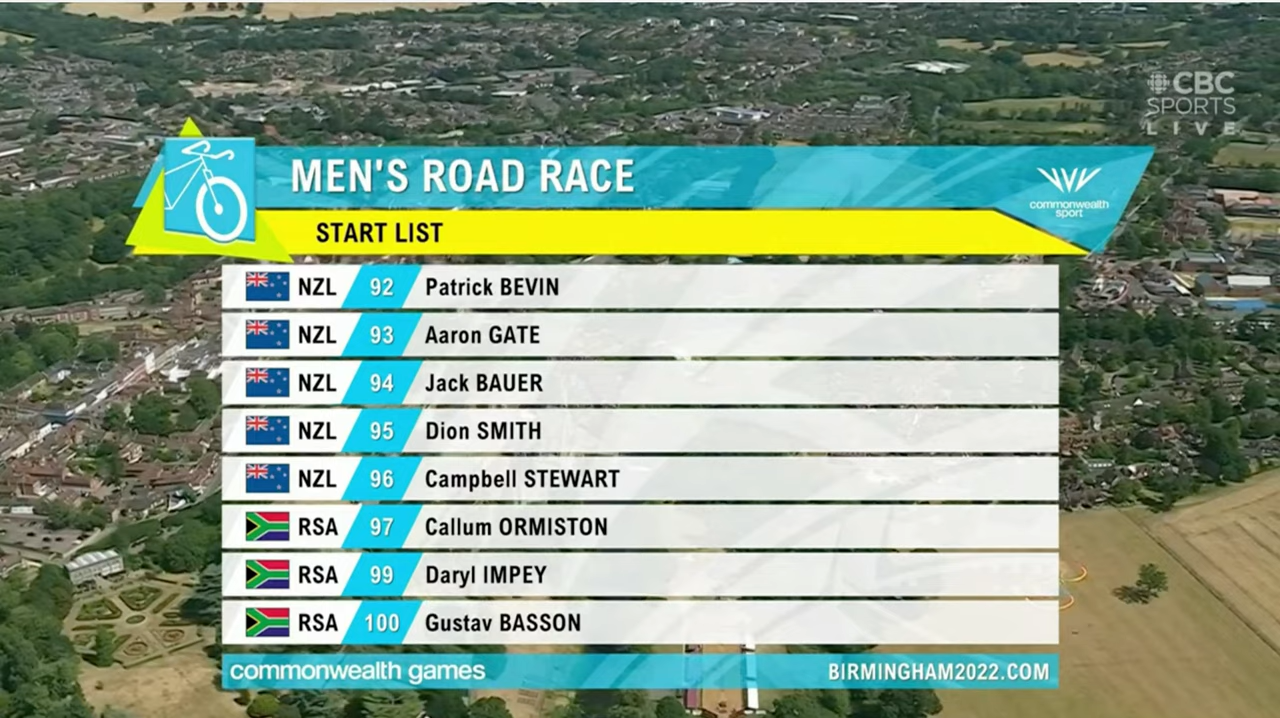 CBC
SPORTS
LIVE
MEN'S ROAD RACE
commonwealth
sport
START LIST
NZL 92 Patrick BEVIN
NZL 93 Aaron GATE
NZL 94 Jack BAUER
NZL 95 Dion SMITH
NZL 96 Campbell STEWART
RSA 97 Callum ORMISTON
RSA 99 Daryl IMPEY
RSA 100 Gustav BASSON
commonwealth games BIRMINGHAM2022.COM